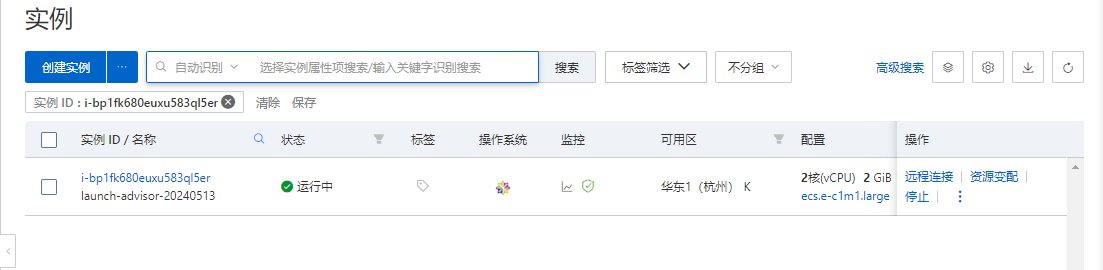 实例
创建实例 ··· 自动识别 选择实例属性项搜索/输入关键字识别搜索 搜索 标签筛选 不分组 高级搜索
实例 ID : i-bp1fk680euxu583ql5er 清除 保存
实例 ID / 名称 状态 标签 操作系统 监控 可用区 配置 操作
i-bp1fk680euxu583ql5er 运行中 华东1（杭州） K 2核(vCPU) 2 GiB 远程连接 资源变配
launch-advisor-20240513 ecs.e-c1m1.large 停止